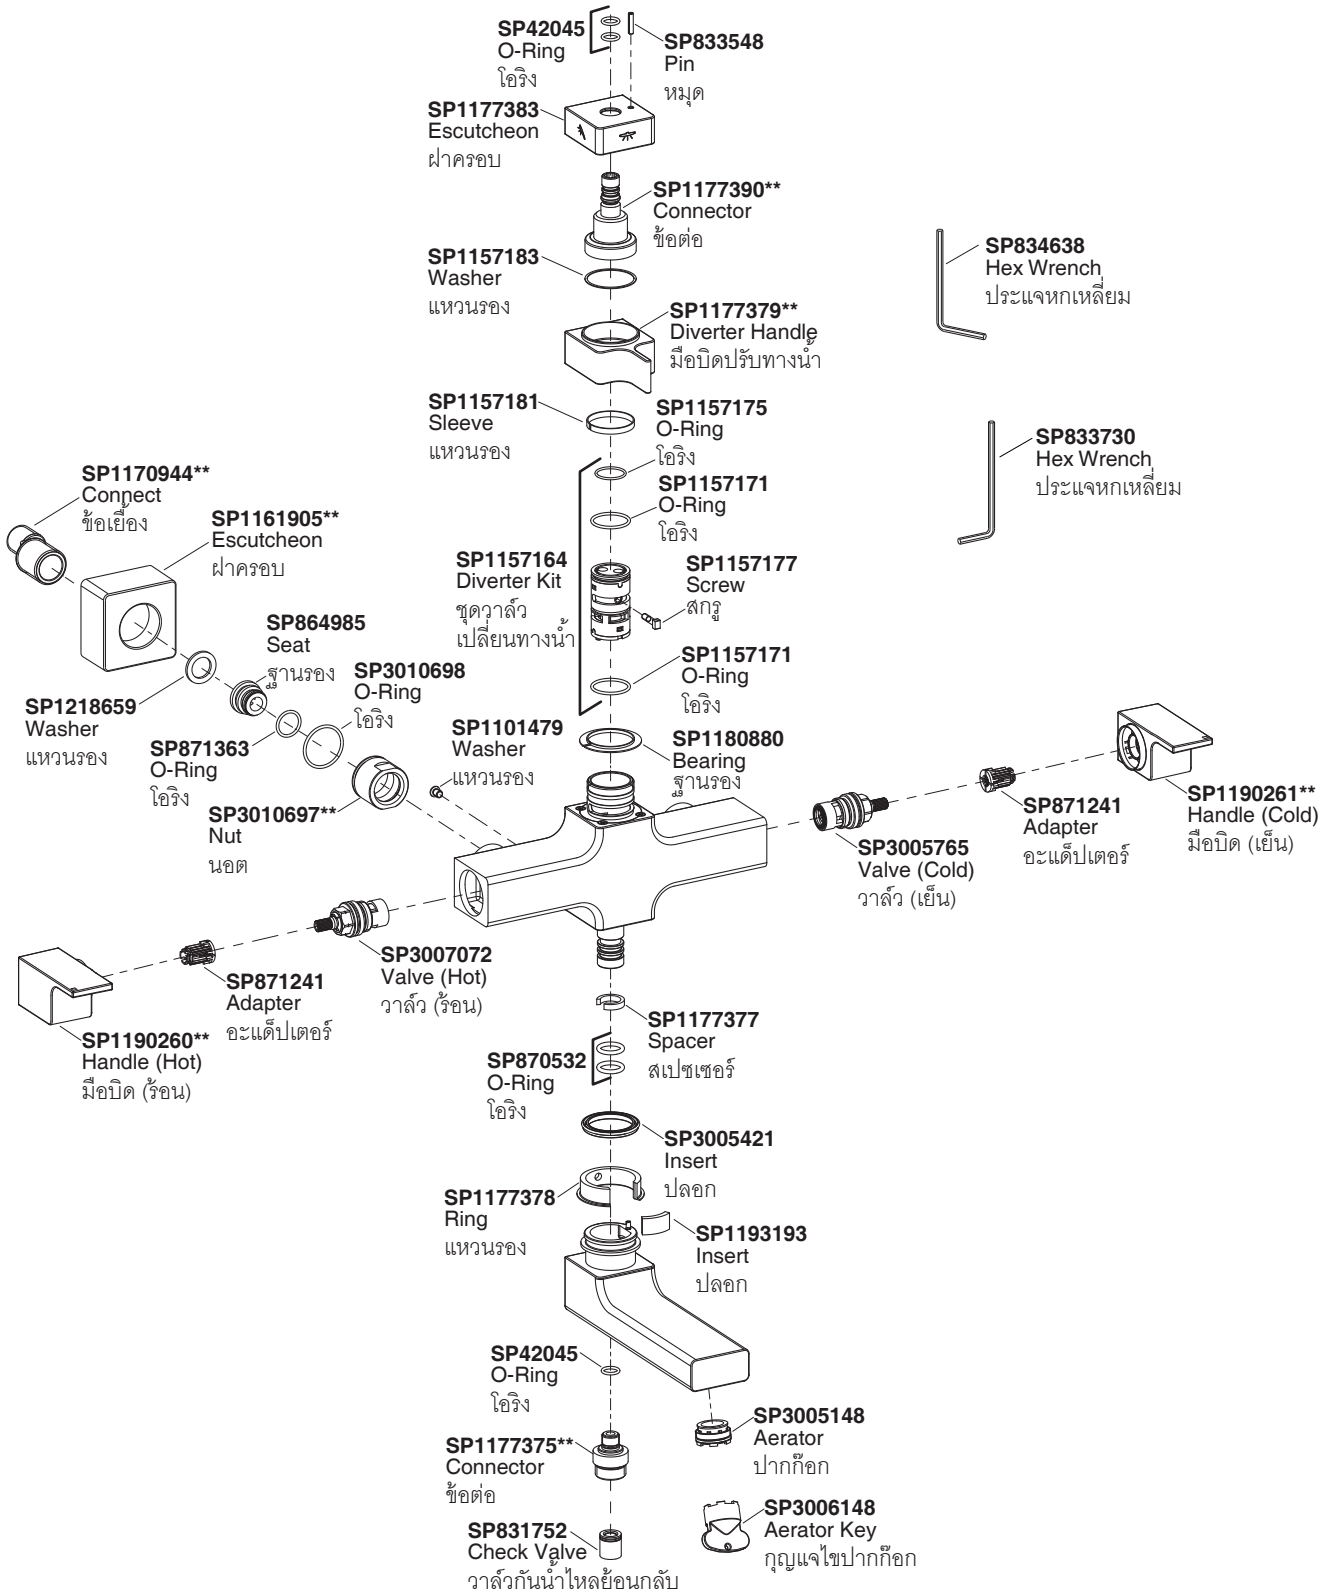 SP42045
O-Ring
โอริง
SP833548
Pin
หมุด
SP1177383
Escutcheon
ฝาครอบ
SP1177390**
Connector
ข้อต่อ
SP834638
Hex Wrench
ประแจหกเหลี่ยม
SP1157183
Washer
แหวนรอง
SP1177379**
Diverter Handle
มือบิดปรับทางน้ำ
SP1157181
Sleeve
แหวนรอง
SP1157175
O-Ring
โอริง
SP833730
Hex Wrench
ประแจหกเหลี่ยม
SP1170944**
Connect
ข้อเยื้อง
SP1161905**
Escutcheon
ฝาครอบ
SP1157171
O-Ring
โอริง
SP1157164
Diverter Kit
ชุดวาล์ว
เปลี่ยนทางน้ำ
SP1157177
Screw
สกรู
SP864985
Seat
ฐานรอง
SP3010698
O-Ring
โอริง
SP1157171
O-Ring
โอริง
SP1218659
Washer
แหวนรอง
SP871363
O-Ring
โอริง
SP1101479
Washer
แหวนรอง
SP1180880
Bearing
ฐานรอง
SP3010697**
Nut
นอต
SP1190261**
Handle (Cold)
มือบิด (เย็น)
SP871241
Adapter
อะแด็ปเตอร์
SP3005765
Valve (Cold)
วาล์ว (เย็น)
SP3007072
Valve (Hot)
วาล์ว (ร้อน)
SP871241
Adapter
อะแด็ปเตอร์
SP1190260**
Handle (Hot)
มือบิด (ร้อน)
SP1177377
Spacer
สเปซเซอร์
SP870532
O-Ring
โอริง
SP3005421
Insert
ปลอก
SP1177378
Ring
แหวนรอง
SP1193193
Insert
ปลอก
SP42045
O-Ring
โอริง
SP3005148
Aerator
ปากก๊อก
SP1177375**
Connector
ข้อต่อ
SP3006148
Aerator Key
กุญแจไขปากก๊อก
SP831752
Check Valve
วาล์วกันน้ำไหลย้อนกลับ